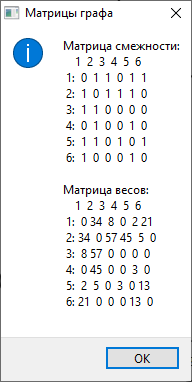 Матрицы графа
Матрица смежности:
1 2 3 4 5 6
1: 0 1 1 0 1 1
2: 1 0 1 1 1 0
3: 1 1 0 0 0 0
4: 0 1 0 0 1 0
5: 1 1 0 1 0 1
6: 1 0 0 0 1 0
Матрица весов:
1 2 3 4 5 6
1: 0 34 8 0 2 21
2: 34 0 57 45 5 0
3: 8 57 0 0 0 0
4: 0 45 0 0 3 0
5: 2 5 0 3 0 13
6: 21 0 0 0 13 0
OK